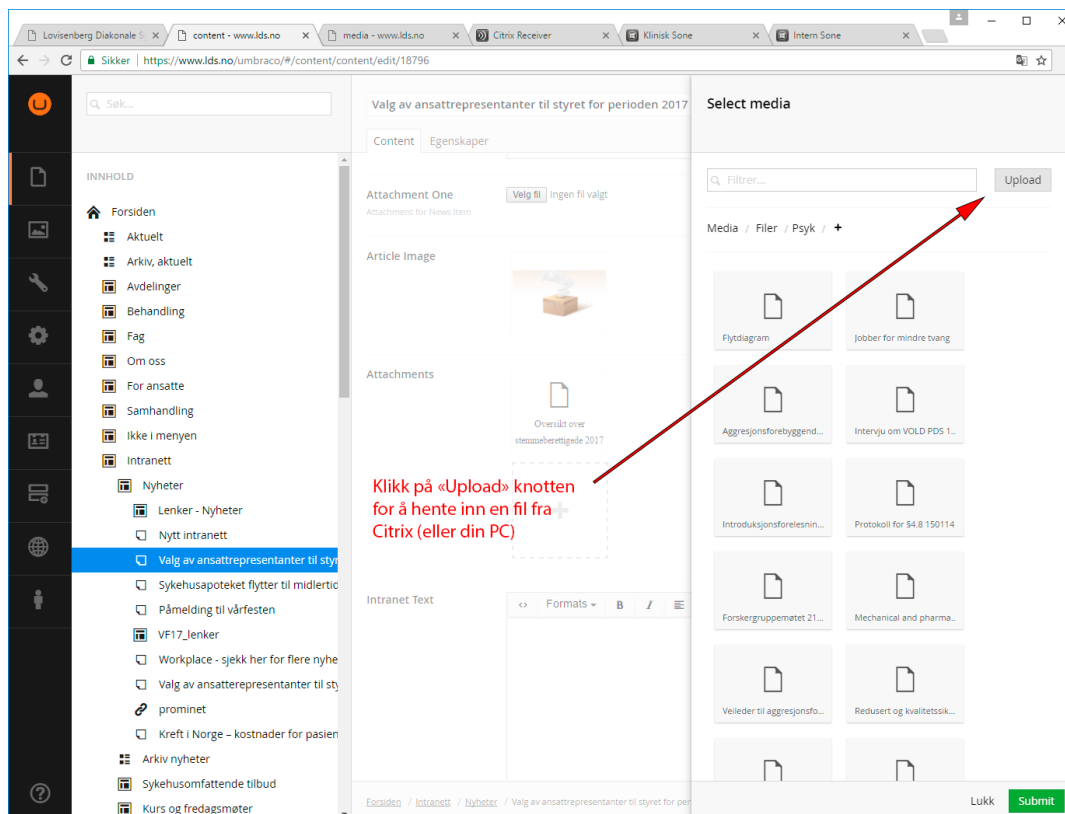 Lovisenberg Diakonale S
content - www.lds.no
media - www.lds.no
Citrix Receiver
Klinisk Sone
Intern Sone
Sikker
https://www.lds.no/umbraco/#/content/content/edit/18796
Søk...
INNHOLD
Forsiden
Aktuelt
Arkiv, aktuelt
Avdelinger
Behandling
Fag
Om oss
For ansatte
Samhandling
Ikke i menyen
Intranett
Nyheter
Lenker - Nyheter
Nytt intranett
Valg av ansattrepresentanter til styr
Sykehusapoteket flytter til midlertid
Påmelding til vårfesten
VF17_lenker
Workplace - sjekk her for flere nyhe
Valg av ansatterepresentanter til sty
prominet
Kreft i Norge – kostnader for pasien
Arkiv nyheter
Sykehusomfattende tilbud
Kurs og fredagsmøter
Valg av ansattrepresentanter til styret for perioden 2017
Content Egenskaper
Attachment One
Velg fil Ingen fil valgt
Attachment for News Item
Article Image
Attachments
Oversikt over
stemmeberettigede 2017
Klikk på «Upload» knotten
for å hente inn en fil fra
Citrix (eller din PC)
Intranet Text
Formats
B I
Forsiden / Intranett / Nyheter / Valg av ansattrepresentanter til styret for per
Select media
Filtrer...
Upload
Media / Filer / Psyk / +
Flytdiagram
Jobber for mindre tvang
Aggresjonsforebyggend...
Intervju om VOLD PDS 1..
Introduksjonsforelesnin...
Protokoll for §4.8 150114
Forskergruppemøtet 21...
Mechanical and pharma..
Veileder til aggresjonsfo...
Redusert og kvalitetssik...
Lukk
Submit